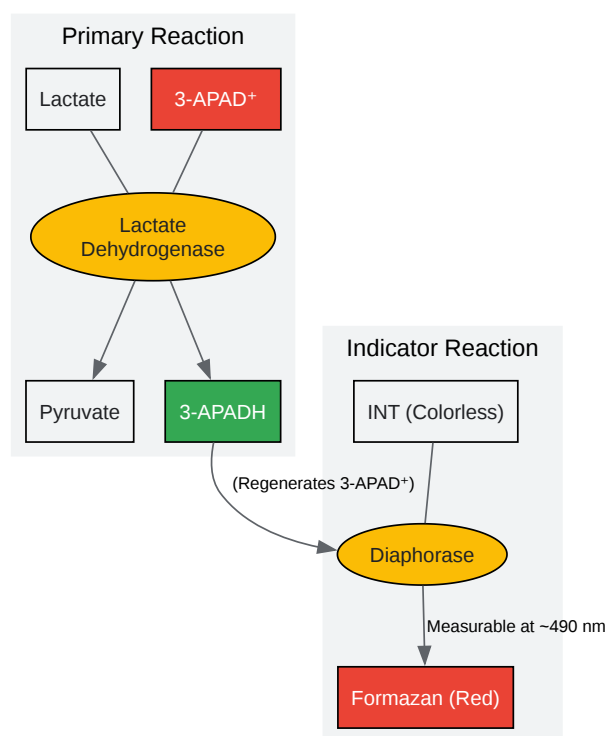 Primary Reaction
Lactate
3-APAD⁺
Lactate
Dehydrogenase
Pyruvate
3-APADH
Indicator Reaction
INT (Colorless)
(Regenerates 3-APAD⁺)
Diaphorase
Measurable at ~490 nm
Formazan (Red)